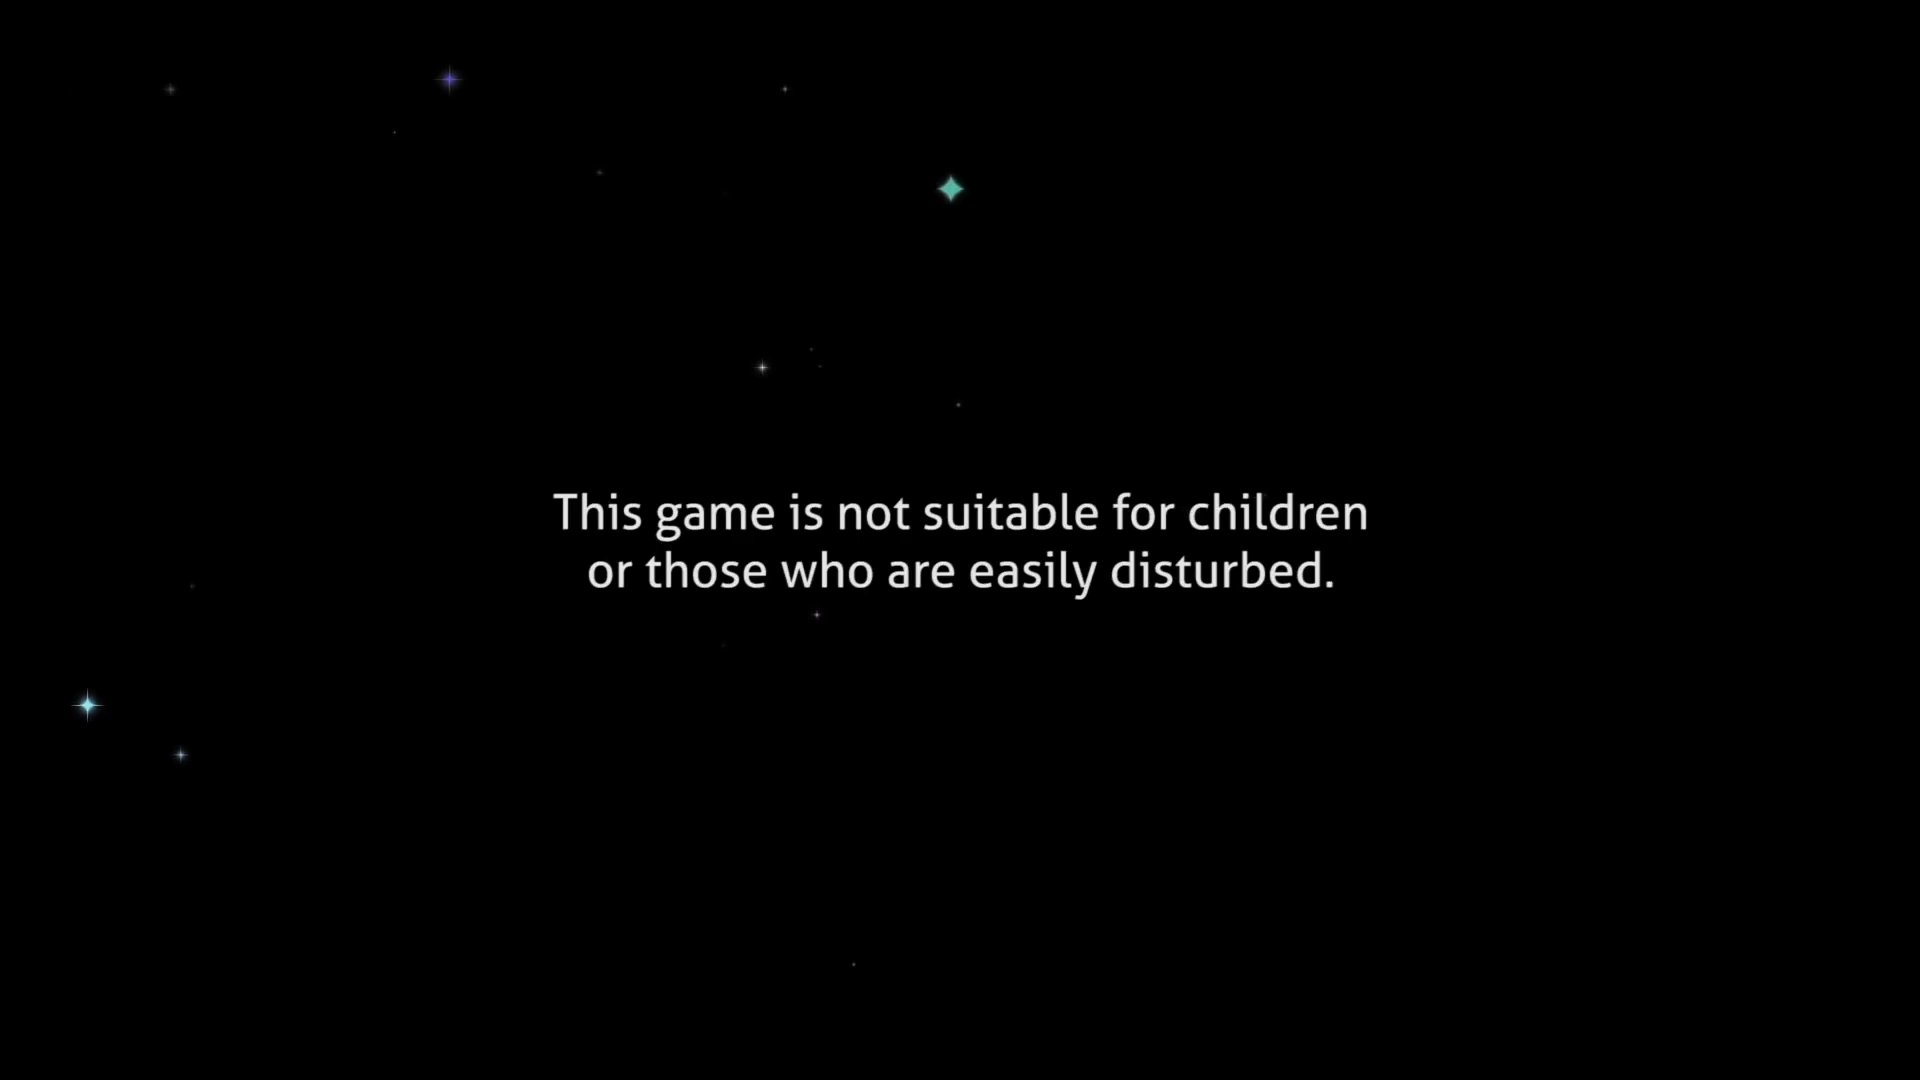 This game is not suitable for children
or those who are easily disturbed.